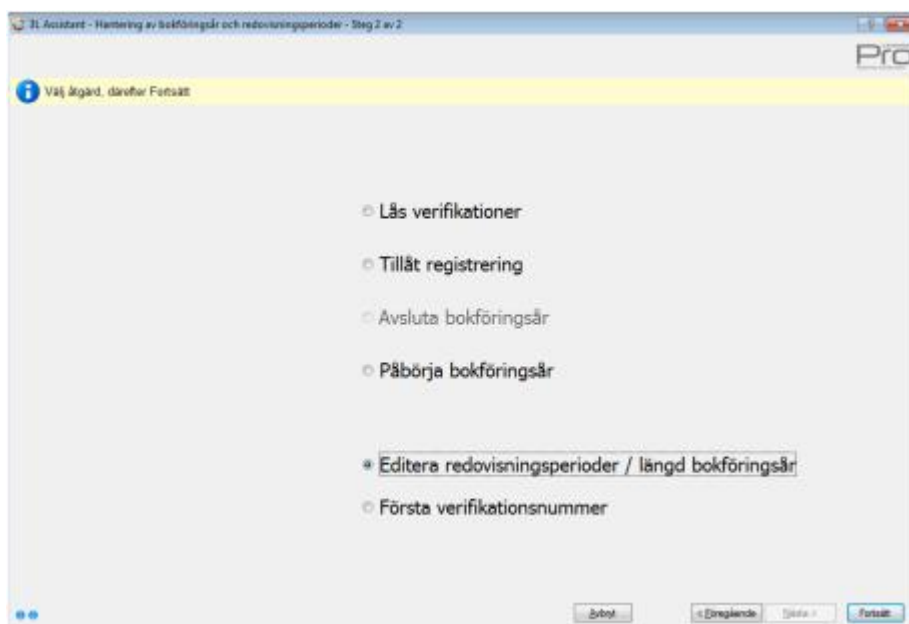 3L Assistant - Hantering av bokföringsår och redovisningsperioder - Steg 2 av 2
Pro
Välj åtgärd, därefter Fortsätt
Lås verifikationer
Tillåt registrering
Avsluta bokföringsår
Påbörja bokföringsår
Editera redovisningsperioder / längd bokföringsår
Första verifikationsnummer
Avbryt
< Föregående
Nästa >
Fortsätt